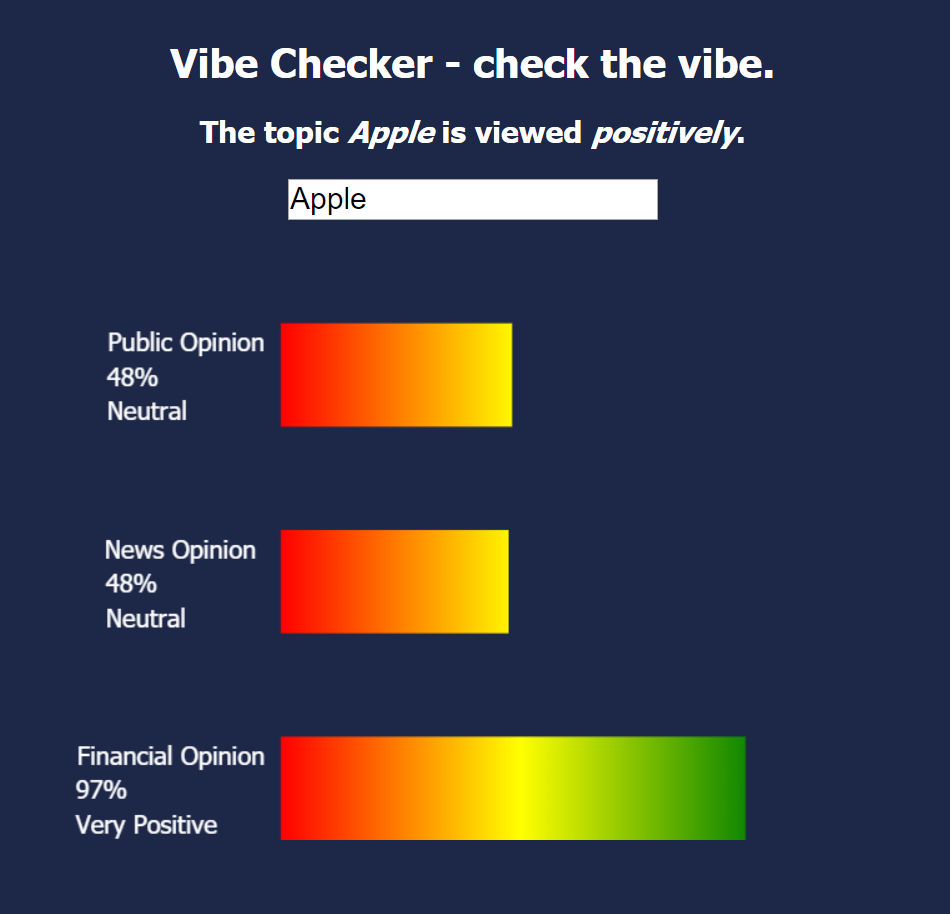 Vibe Checker - check the vibe.
The topic Apple is viewed positively.
Apple
Public Opinion
48%
Neutral
News Opinion
48%
Neutral
Financial Opinion
97%
Very Positive